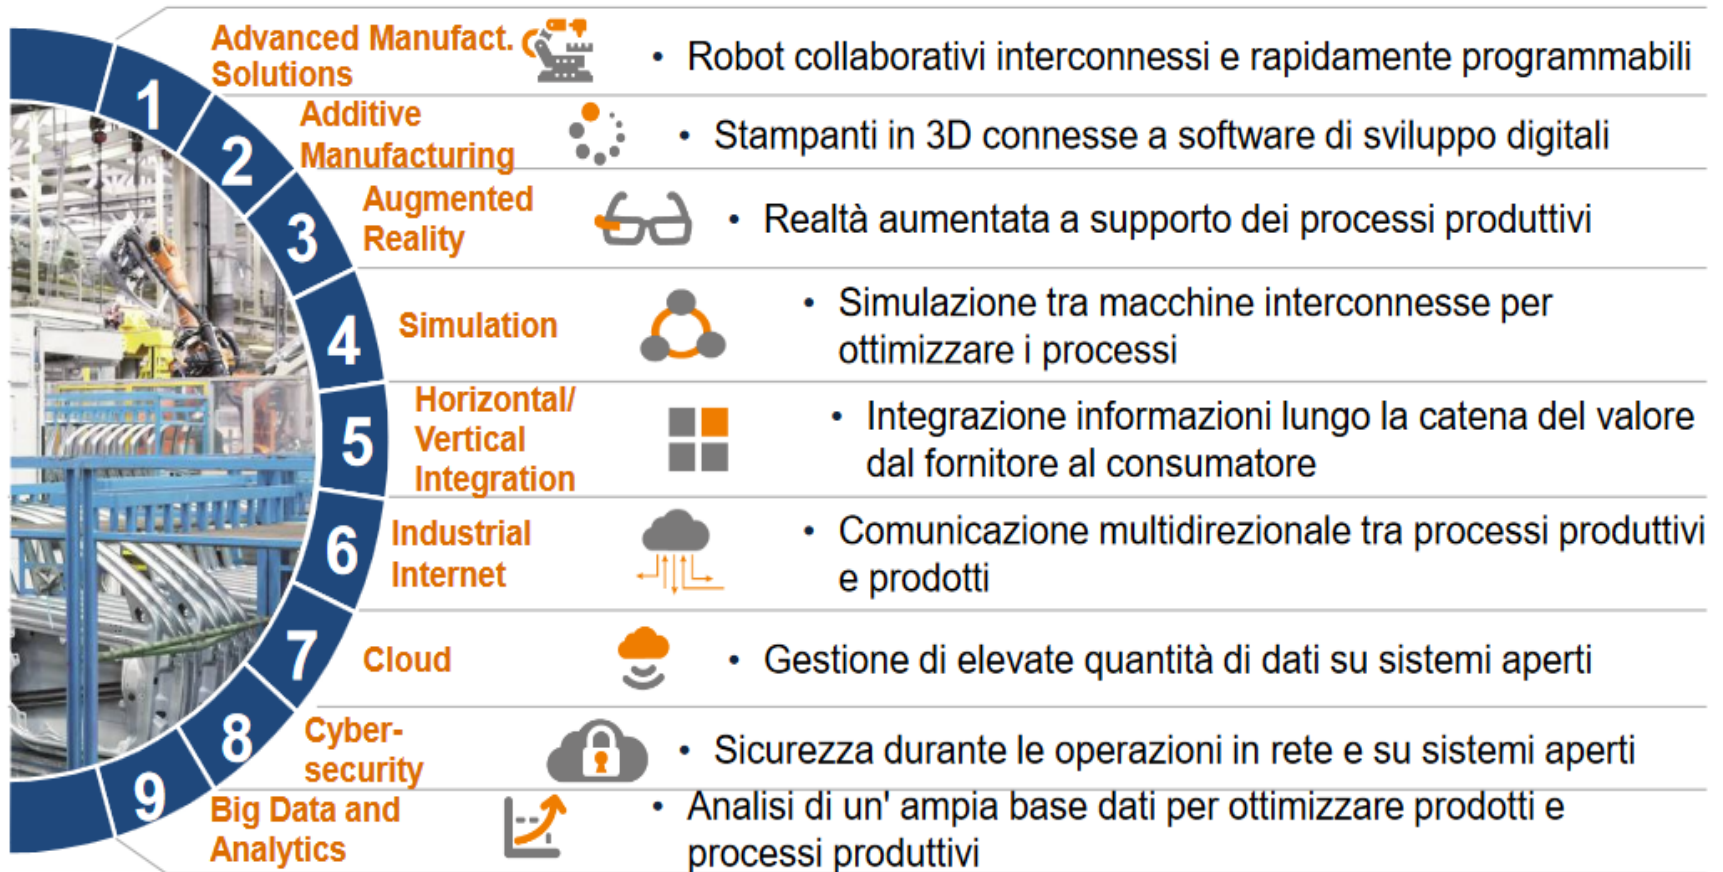 1
Advanced Manufact.
Solutions
• Robot collaborativi interconnessi e rapidamente programmabili
2
Additive
Manufacturing
• Stampanti in 3D connesse a software di sviluppo digitali
3
Augmented
Reality
• Realtà aumentata a supporto dei processi produttivi
4
Simulation
• Simulazione tra macchine interconnesse per
ottimizzare i processi
5
Horizontal/
Vertical
Integration
• Integrazione informazioni lungo la catena del valore
dal fornitore al consumatore
6
Industrial
Internet
• Comunicazione multidirezionale tra processi produttivi
e prodotti
7
Cloud
• Gestione di elevate quantità di dati su sistemi aperti
8
Cyber-
security
• Sicurezza durante le operazioni in rete e su sistemi aperti
9
Big Data and
Analytics
• Analisi di un' ampia base dati per ottimizzare prodotti e
processi produttivi